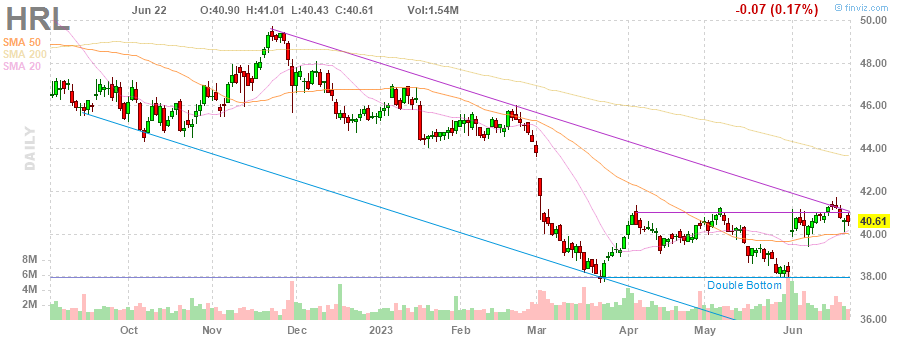 HRL
Jun 22 O:40.90 H:41.01 L:40.43 C:40.61 Vol:1.54M -0.07 (0.17%) finviz.com
SMA 50
SMA 200
SMA 20
DAILY
50.00
48.00
46.00
44.00
42.00
40.61
40.00
38.00
36.00
8M
6M
4M
2M
Double Bottom
Oct Nov Dec 2023 Feb Mar Apr May Jun